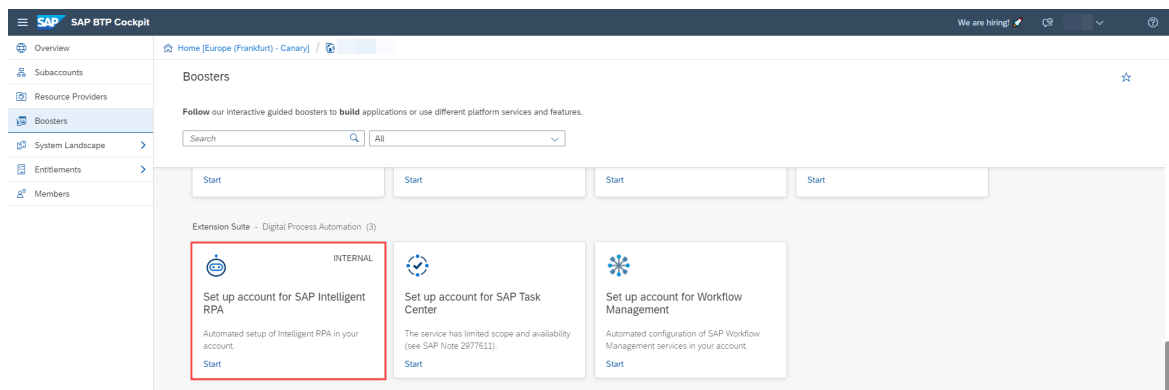 SAP SAP BTP Cockpit
We are hiring!
Overview
Subaccounts
Resource Providers
Boosters
System Landscape
Entitlements
Members
Home [Europe (Frankfurt) - Canary] /
Boosters
Follow our interactive guided boosters to build applications or use different platform services and features.
Search
All
Start
Start
Start
Start
Extension Suite - Digital Process Automation (3)
INTERNAL
Set up account for SAP Intelligent
RPA
Automated setup of Intelligent RPA in your
account.
Start
Set up account for SAP Task
Center
The service has limited scope and availability
(see SAP Note 2977611).
Start
Set up account for Workflow
Management
Automated configuration of SAP Workflow
Management services in your account.
Start